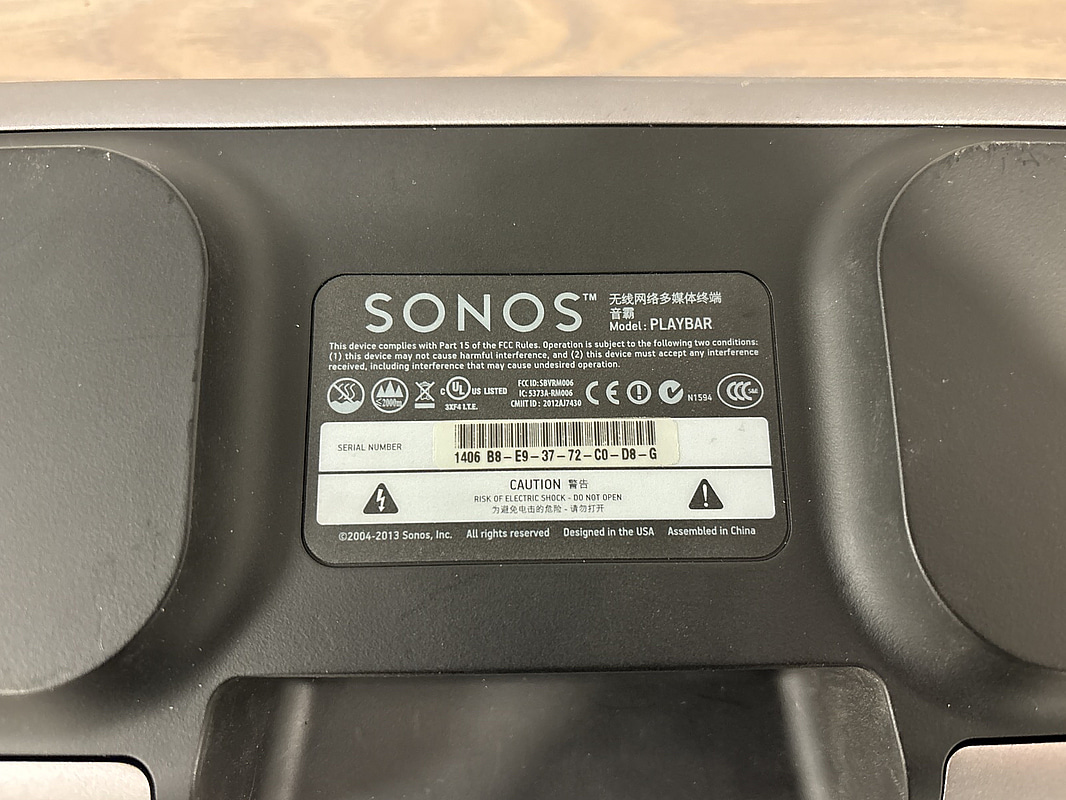 SONOS™
无线网络多媒体终端
音霸
Model: PLAYBAR
This device complies with Part 15 of the FCC Rules. Operation is subject to the following two conditions:
(1) this device may not cause harmful interference, and (2) this device must accept any interference
received, including interference that may cause undesired operation.
≤2000m
C UL US LISTED
3XF4 I.T.E.
FCC ID: SBVRM006
IC: 5373A-RM006
CMIIT ID: 2012AJ7430
CE
N1594
CCC S&E
SERIAL NUMBER
1406 B8-E9-37-72-C0-D8-G
CAUTION 警告
RISK OF ELECTRIC SHOCK - DO NOT OPEN
为避免电击的危险 - 请勿打开
©2004-2013 Sonos, Inc. All rights reserved Designed in the USA Assembled in China